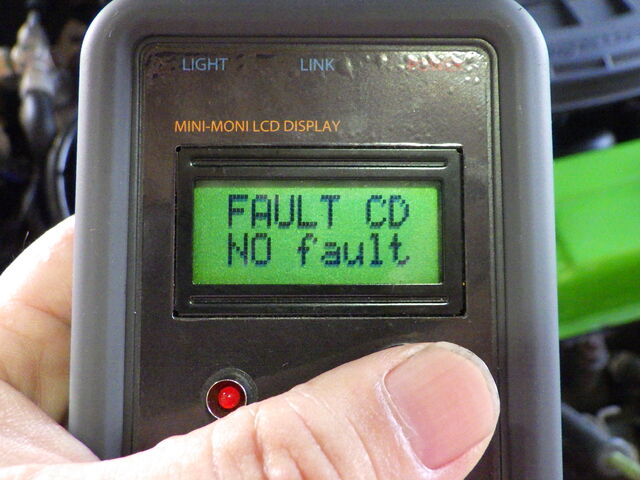 LIGHT LINK
MINI-MONI LCD DISPLAY
FAULT CD
NO fault